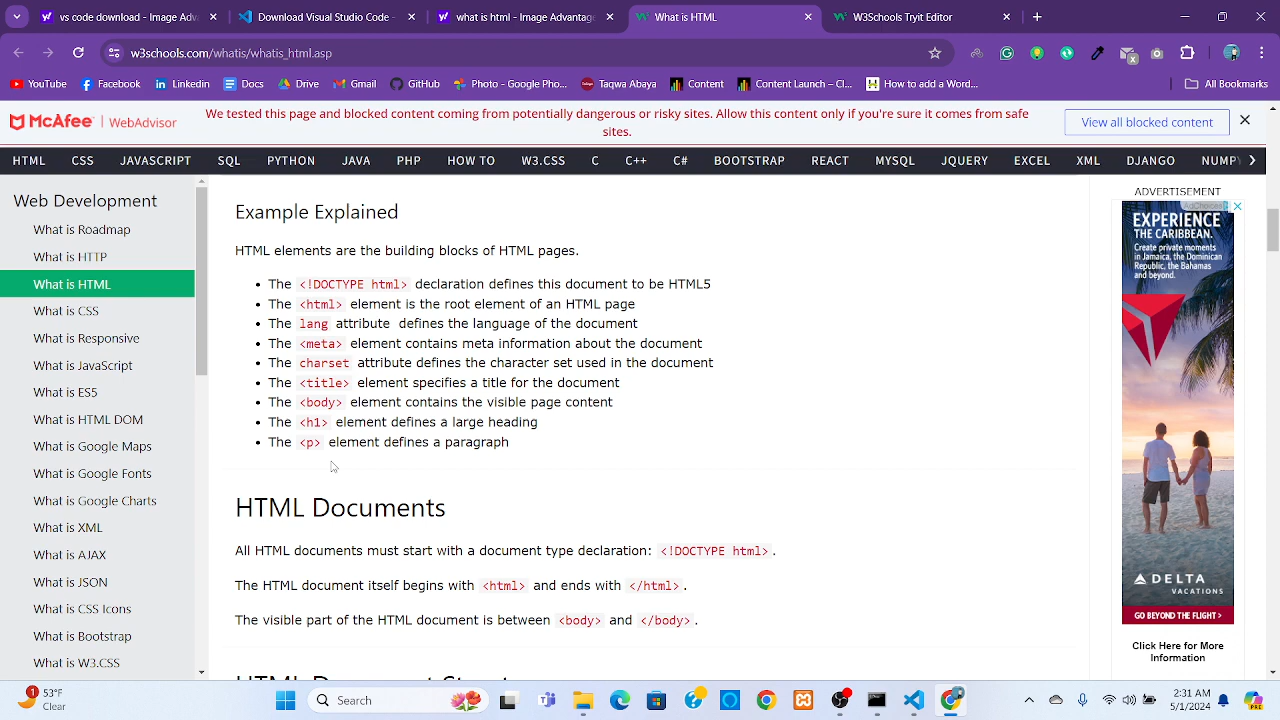 vs code download - Image Adva
Download Visual Studio Code -
what is html - Image Advantage
What is HTML
W3Schools Tryit Editor
w3schools.com/whatis/whatis_html.asp
YouTube
Facebook
LinkedIn
Docs
Drive
Gmail
GitHub
Photo - Google Pho...
Taqwa Abaya
Content
Content Launch – Cl...
How to add a Word...
All Bookmarks
McAfee | WebAdvisor
We tested this page and blocked content coming from potentially dangerous or risky sites. Allow this content only if you're sure it comes from safe
sites.
View all blocked content
HTML CSS JAVASCRIPT SQL PYTHON JAVA PHP HOW TO W3.CSS C C++ C# BOOTSTRAP REACT MYSQL JQUERY EXCEL XML DJANGO NUMPY
Web Development
What is Roadmap
What is HTTP
What is HTML
What is CSS
What is Responsive
What is JavaScript
What is ES5
What is HTML DOM
What is Google Maps
What is Google Fonts
What is Google Charts
What is XML
What is AJAX
What is JSON
What is CSS Icons
What is Bootstrap
What is W3.CSS
Example Explained
HTML elements are the building blocks of HTML pages.
• The <!DOCTYPE html> declaration defines this document to be HTML5
• The <html> element is the root element of an HTML page
• The lang attribute defines the language of the document
• The <meta> element contains meta information about the document
• The charset attribute defines the character set used in the document
• The <title> element specifies a title for the document
• The <body> element contains the visible page content
• The <h1> element defines a large heading
• The <p> element defines a paragraph
HTML Documents
All HTML documents must start with a document type declaration: <!DOCTYPE html>.
The HTML document itself begins with <html> and ends with </html>.
The visible part of the HTML document is between <body> and </body>.
ADVERTISEMENT
AdChoices
EXPERIENCE
THE CARIBBEAN.
Create private moments
in Jamaica, the Dominican
Republic, the Bahamas
and beyond.
DELTA
VACATIONS
GO BEYOND THE FLIGHT >
Click Here for More
Information
1
53°F
Clear
Search
2:31 AM
5/1/2024